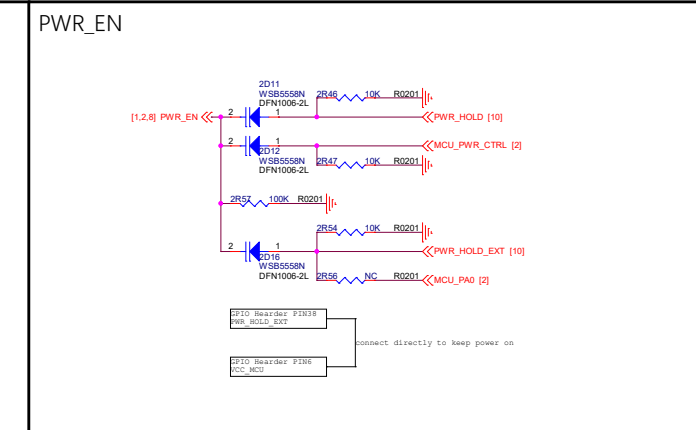 PWR_EN
2D11
WSB5558N
DFN1006-2L
2R46 10K R0201
[1,2,8] PWR_EN 2 1 PWR_HOLD [10]
2 1 MCU_PWR_CTRL [2]
2D12
WSB5558N
DFN1006-2L
2R47 10K R0201
2R57 100K R0201
2R54 10K R0201
2 1 PWR_HOLD_EXT [10]
2D16
WSB5558N
DFN1006-2L
2R56 NC R0201 MCU_PA0 [2]
GPIO Hearder PIN38
PWR_HOLD_EXT
connect directly to keep power on
GPIO Hearder PIN6
VCC_MCU